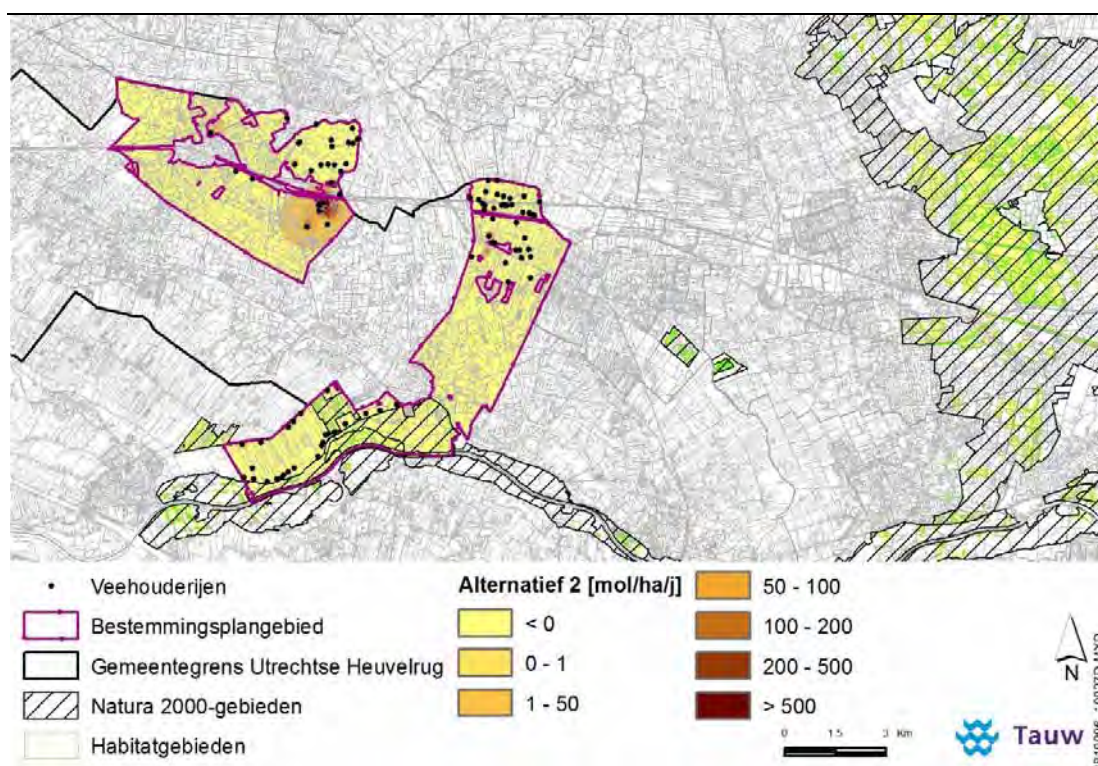 Veehouderijen
Bestemmingsplangebied
Gemeentegrens Utrechtse Heuvelrug
Natura 2000-gebieden
Habitatgebieden
Alternatief 2 [mol/ha/j]
< 0
0 - 1
1 - 50
50 - 100
100 - 200
200 - 500
> 500
0 1.5 3 Km
N
Tauw